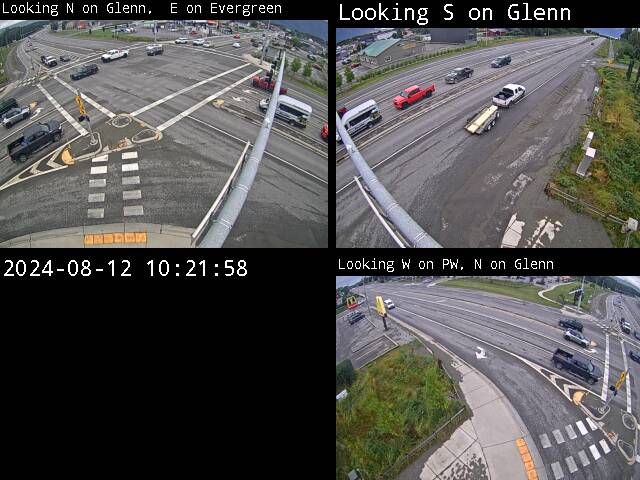 Looking N on Glenn,  E on Evergreen
Looking S on Glenn
2024-08-12 10:21:58
Looking W on PW, N on Glenn